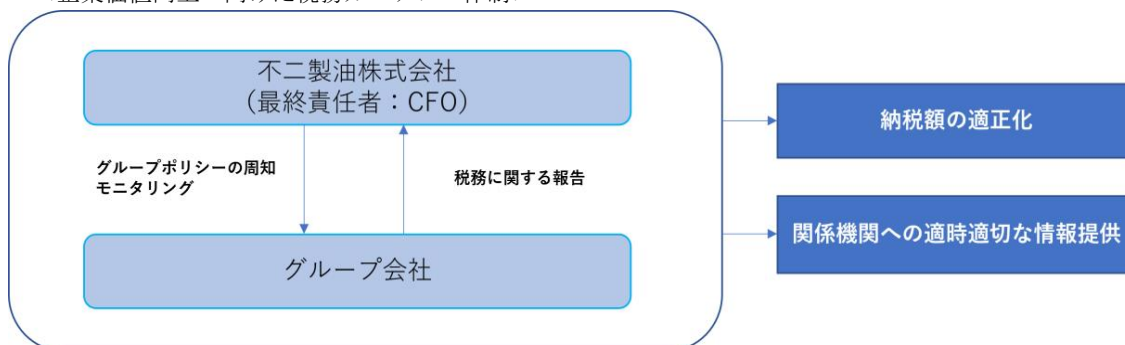 不二製油株式会社
（最終責任者：CFO）
グループポリシーの周知
モニタリング
税務に関する報告
グループ会社
納税額の適正化
関係機関への適時適切な情報提供